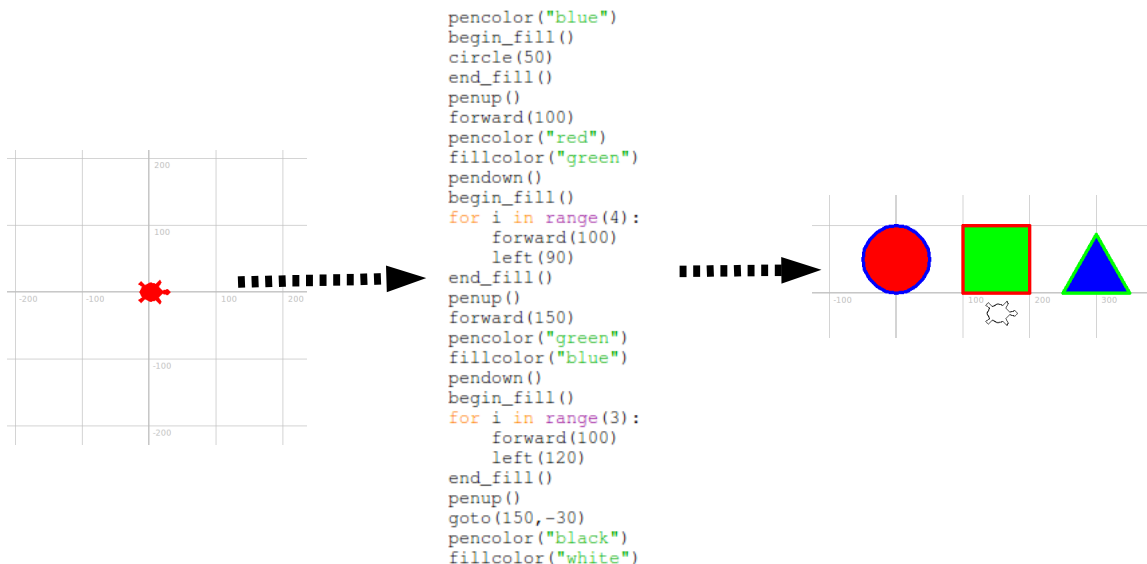 pencolor("blue")
begin_fill()
circle(50)
end_fill()
penup()
forward(100)
pencolor("red")
fillcolor("green")
pendown()
begin_fill()
for i in range(4):
    forward(100)
    left(90)
end_fill()
penup()
forward(150)
pencolor("green")
fillcolor("blue")
pendown()
begin_fill()
for i in range(3):
    forward(100)
    left(120)
end_fill()
penup()
goto(150,-30)
pencolor("black")
fillcolor("white")
200
100
-200 -100 100 200
-100
-200
-100 100 200 300